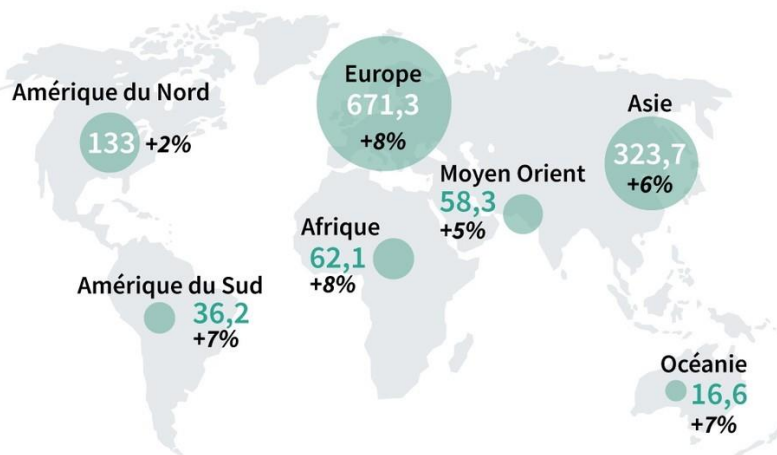 Amérique du Nord
133 +2%
Europe
671,3
+8%
Asie
323,7
+6%
Moyen Orient
58,3
+5%
Afrique
62,1
+8%
Amérique du Sud
36,2
+7%
Océanie
16,6
+7%